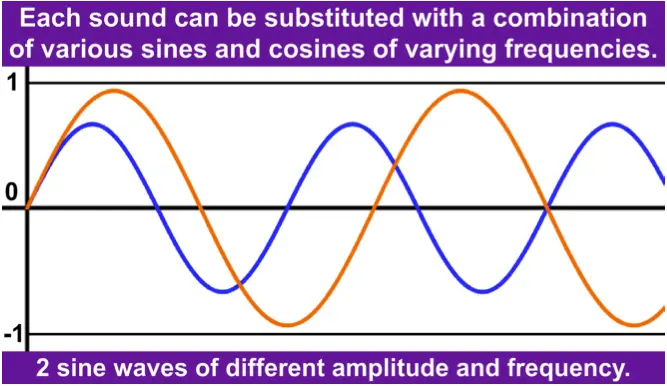 Each sound can be substituted with a combination
of various sines and cosines of varying frequencies.
1
0
-1
2 sine waves of different amplitude and frequency.